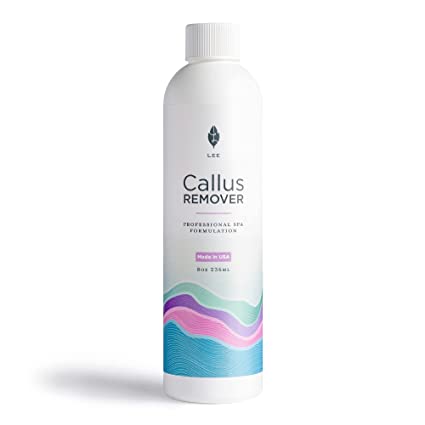 LEE
Callus
REMOVER
PROFESSIONAL SPA
FORMULATION
Made in USA
8oz 236ml